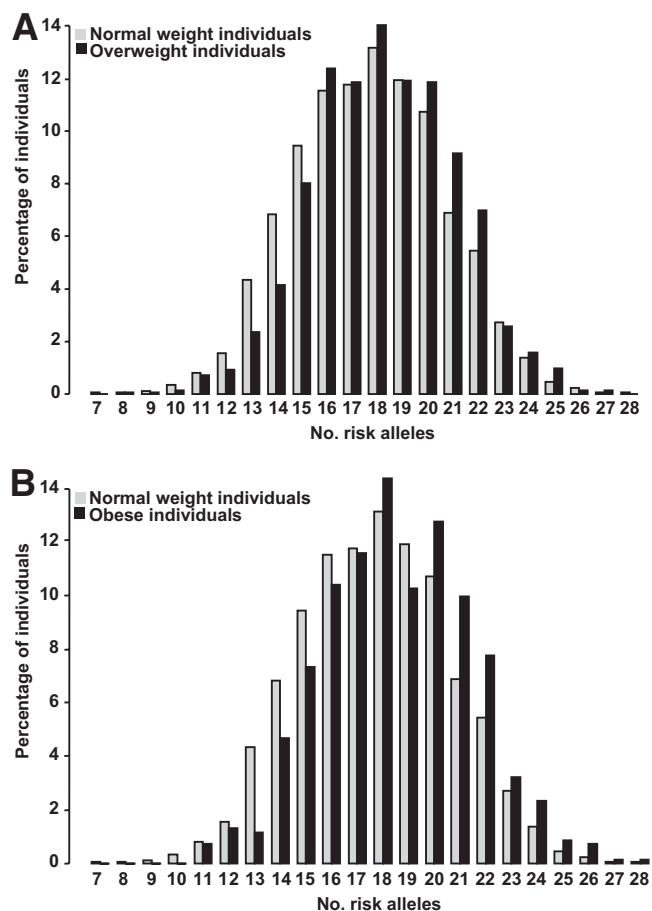 A
Normal weight individuals
Overweight individuals
Percentage of individuals
14
12
10
8
6
4
2
0
7 8 9 10 11 12 13 14 15 16 17 18 19 20 21 22 23 24 25 26 27 28
No. risk alleles
B
Normal weight individuals
Obese individuals
Percentage of individuals
14
12
10
8
6
4
2
0
7 8 9 10 11 12 13 14 15 16 17 18 19 20 21 22 23 24 25 26 27 28
No. risk alleles